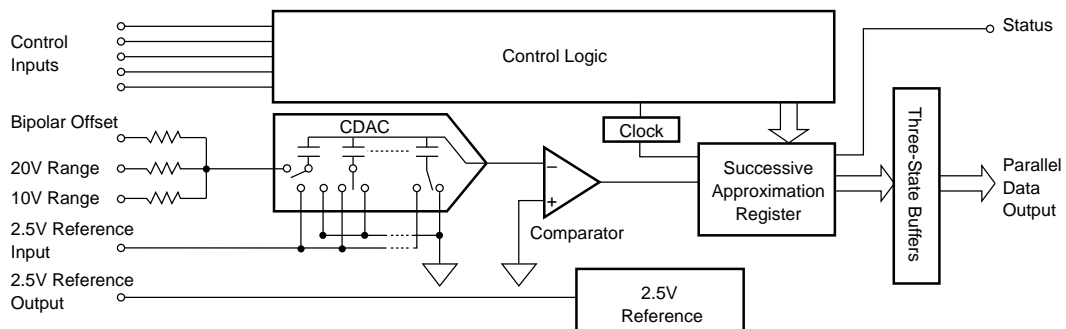 Control
Inputs
Control Logic
Status
Bipolar Offset
20V Range
10V Range
2.5V Reference
Input
2.5V Reference
Output
CDAC
Clock
–
+
Comparator
Successive
Approximation
Register
Three-State Buffers
Parallel
Data
Output
2.5V
Reference